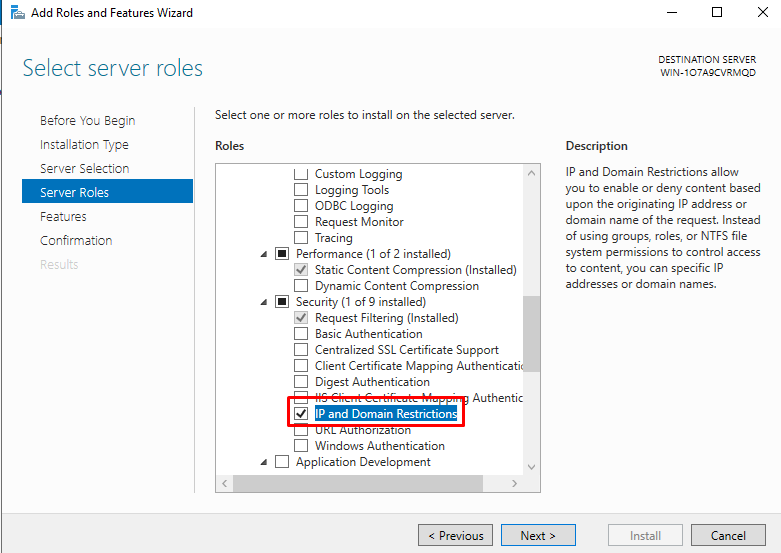 Add Roles and Features Wizard
Select server roles
DESTINATION SERVER
WIN-1O7A9CVRMQD
Before You Begin
Installation Type
Server Selection
Server Roles
Features
Confirmation
Results
Select one or more roles to install on the selected server.
Roles
Custom Logging
Logging Tools
ODBC Logging
Request Monitor
Tracing
Performance (1 of 2 installed)
Static Content Compression (Installed)
Dynamic Content Compression
Security (1 of 9 installed)
Request Filtering (Installed)
Basic Authentication
Centralized SSL Certificate Support
Client Certificate Mapping Authenticatio
Digest Authentication
IIS Client Certificate Mapping Authentic
IP and Domain Restrictions
URL Authorization
Windows Authentication
Application Development
Description
IP and Domain Restrictions allow
you to enable or deny content based
upon the originating IP address or
domain name of the request. Instead
of using groups, roles, or NTFS file
system permissions to control access
to content, you can specific IP
addresses or domain names.
< Previous
Next >
Install
Cancel